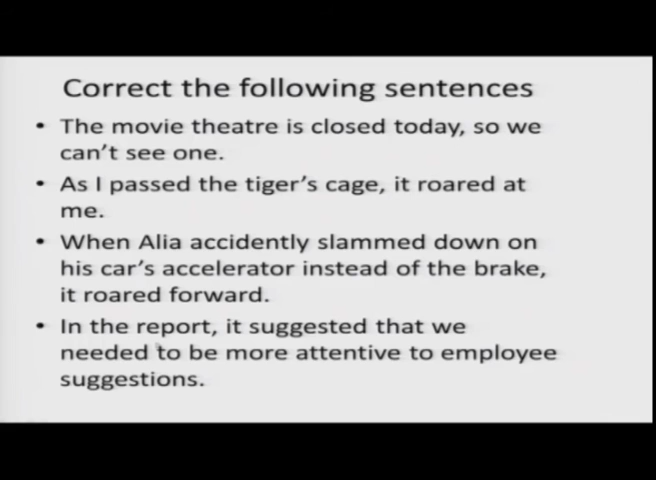 Correct the following sentences
• The movie theatre is closed today, so we
can't see one.
• As I passed the tiger's cage, it roared at
me.
• When Alia accidently slammed down on
his car's accelerator instead of the brake,
it roared forward.
• In the report, it suggested that we
needed to be more attentive to employee
suggestions.